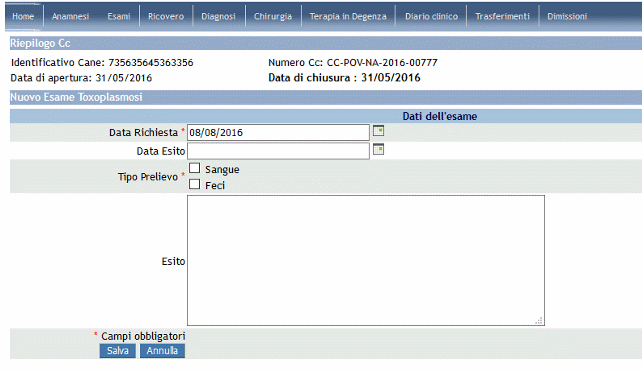 Home Anamnesi Esami Ricovero Diagnosi Chirurgia Terapia in Degenza Diario clinico Trasferimenti Dimissioni
Riepilogo Cc
Identificativo Cane: 735635645363356 Numero Cc: CC-POV-NA-2016-00777
Data di apertura: 31/05/2016 Data di chiusura : 31/05/2016
Nuovo Esame Toxoplasmosi
Dati dell'esame
Data Richiesta * 08/08/2016
Data Esito
Tipo Prelievo * Sangue
Feci
Esito
* Campi obbligatori
Salva Annulla